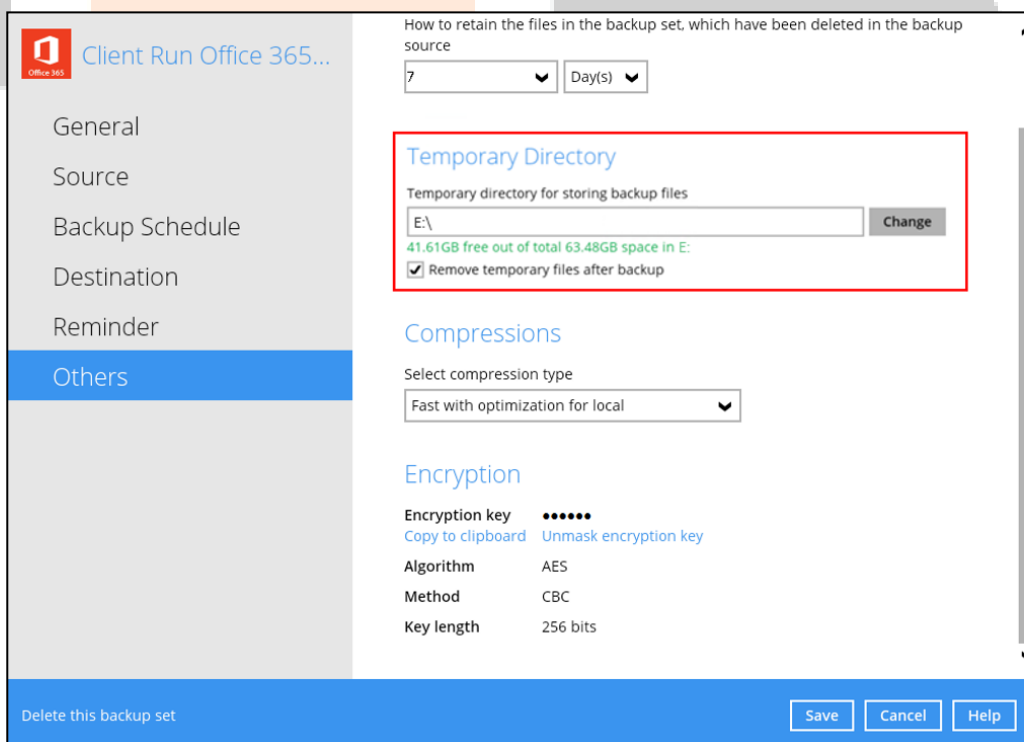 Office 365
Client Run Office 365...
General
Source
Backup Schedule
Destination
Reminder
Others
How to retain the files in the backup set, which have been deleted in the backup
source
7 Day(s)
Temporary Directory
Temporary directory for storing backup files
E:\ Change
41.61GB free out of total 63.48GB space in E:
Remove temporary files after backup
Compressions
Select compression type
Fast with optimization for local
Encryption
Encryption key ••••••
Copy to clipboard Unmask encryption key
Algorithm AES
Method CBC
Key length 256 bits
Delete this backup set Save Cancel Help